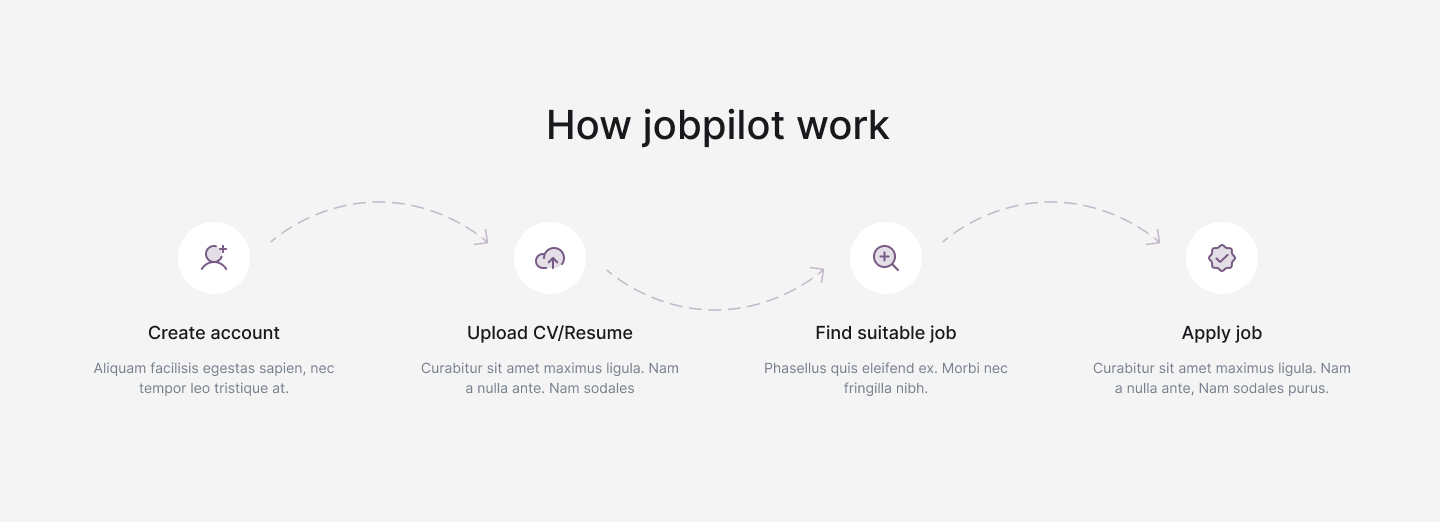 How jobpilot work
Create account
Aliquam facilisis egestas sapien, nec
tempor leo tristique at.
Upload CV/Resume
Curabitur sit amet maximus ligula. Nam
a nulla ante. Nam sodales
Find suitable job
Phasellus quis eleifend ex. Morbi nec
fringilla nibh.
Apply job
Curabitur sit amet maximus ligula. Nam
a nulla ante, Nam sodales purus.